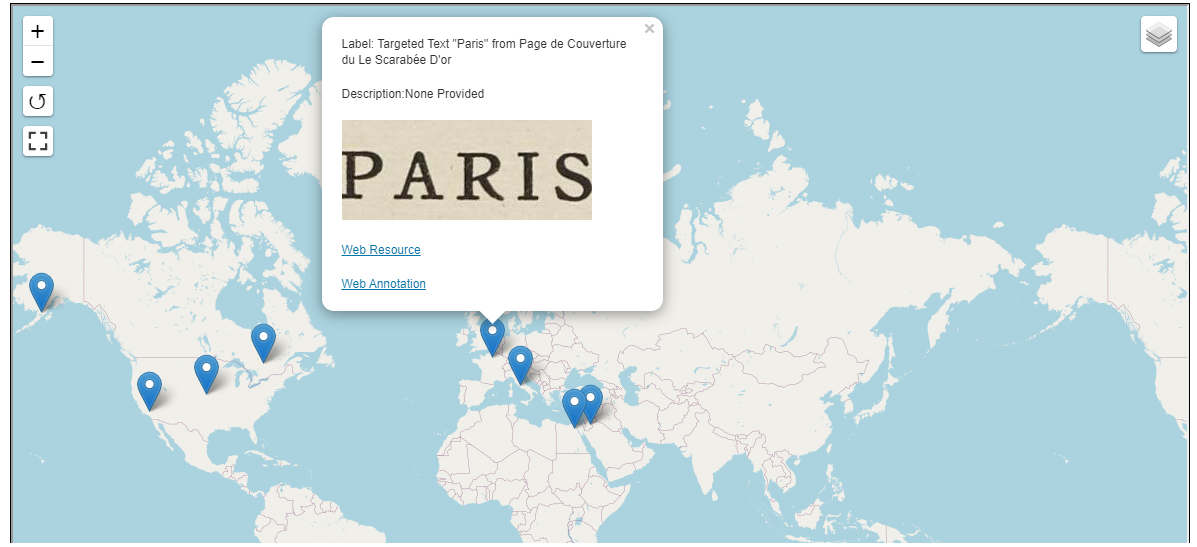 +
−
×
Label: Targeted Text "Paris" from Page de Couverture
du Le Scarabée D'or
Description:None Provided
PARIS
Web Resource
Web Annotation